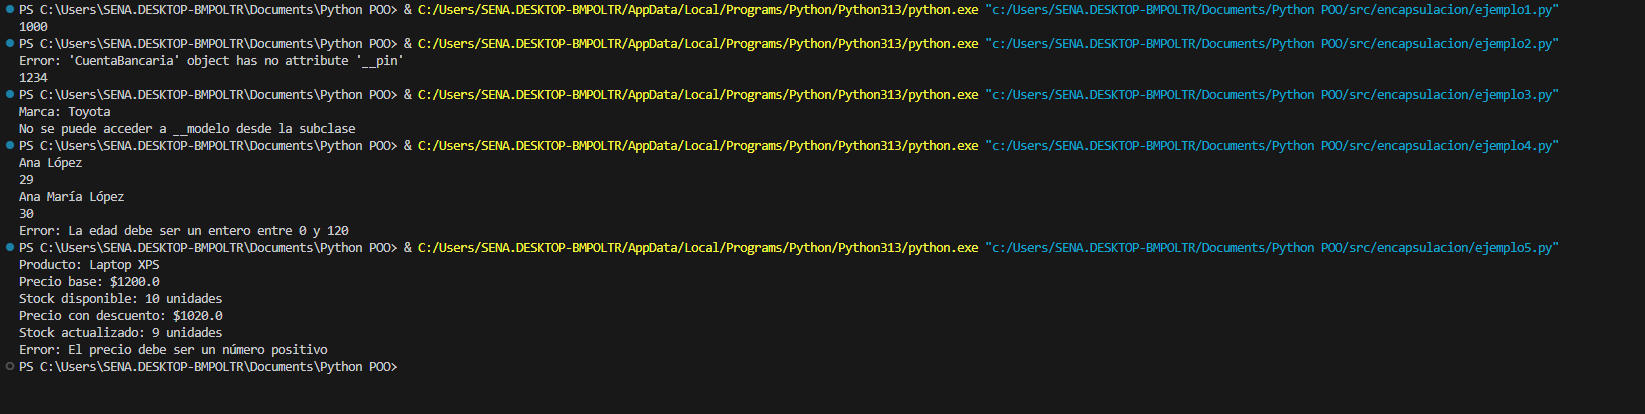 PS C:\Users\SENA.DESKTOP-BMPOLTR\Documents\Python POO> & C:/Users/SENA.DESKTOP-BMPOLTR/AppData/Local/Programs/Python/Python313/python.exe "c:/Users/SENA.DESKTOP-BMPOLTR/Documents/Python POO/src/encapsulacion/ejemplo1.py"
1000
PS C:\Users\SENA.DESKTOP-BMPOLTR\Documents\Python POO> & C:/Users/SENA.DESKTOP-BMPOLTR/AppData/Local/Programs/Python/Python313/python.exe "c:/Users/SENA.DESKTOP-BMPOLTR/Documents/Python POO/src/encapsulacion/ejemplo2.py"
Error: 'CuentaBancaria' object has no attribute '__pin'
1234
PS C:\Users\SENA.DESKTOP-BMPOLTR\Documents\Python POO> & C:/Users/SENA.DESKTOP-BMPOLTR/AppData/Local/Programs/Python/Python313/python.exe "c:/Users/SENA.DESKTOP-BMPOLTR/Documents/Python POO/src/encapsulacion/ejemplo3.py"
Marca: Toyota
No se puede acceder a __modelo desde la subclase
PS C:\Users\SENA.DESKTOP-BMPOLTR\Documents\Python POO> & C:/Users/SENA.DESKTOP-BMPOLTR/AppData/Local/Programs/Python/Python313/python.exe "c:/Users/SENA.DESKTOP-BMPOLTR/Documents/Python POO/src/encapsulacion/ejemplo4.py"
Ana López
29
Ana María López
30
Error: La edad debe ser un entero entre 0 y 120
PS C:\Users\SENA.DESKTOP-BMPOLTR\Documents\Python POO> & C:/Users/SENA.DESKTOP-BMPOLTR/AppData/Local/Programs/Python/Python313/python.exe "c:/Users/SENA.DESKTOP-BMPOLTR/Documents/Python POO/src/encapsulacion/ejemplo5.py"
Producto: Laptop XPS
Precio base: $1200.0
Stock disponible: 10 unidades
Precio con descuento: $1020.0
Stock actualizado: 9 unidades
Error: El precio debe ser un número positivo
PS C:\Users\SENA.DESKTOP-BMPOLTR\Documents\Python POO>